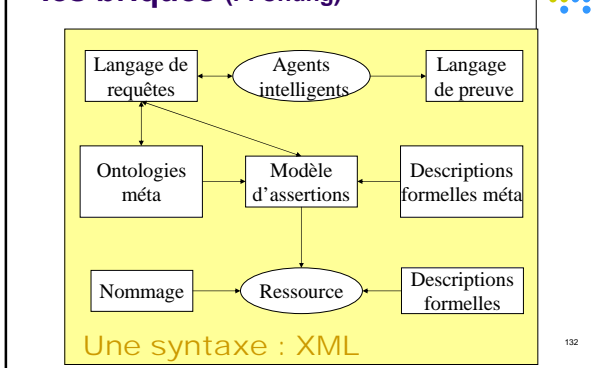 Langage de
requêtes
Agents
intelligents
Langage
de preuve
Ontologies
méta
Modèle
d'assertions
Descriptions
formelles méta
Nommage
Ressource
Descriptions
formelles
Une syntaxe : XML
132